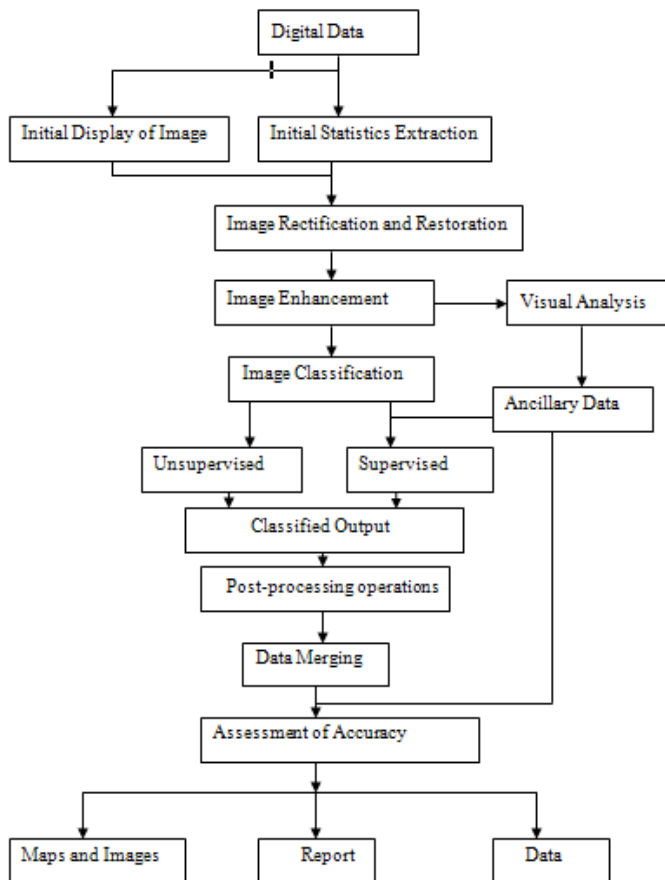 Digital Data
Initial Display of Image
Initial Statistics Extraction
Image Rectification and Restoration
Image Enhancement
Visual Analysis
Image Classification
Ancillary Data
Unsupervised
Supervised
Classified Output
Post-processing operations
Data Merging
Assessment of Accuracy
Maps and Images
Report
Data